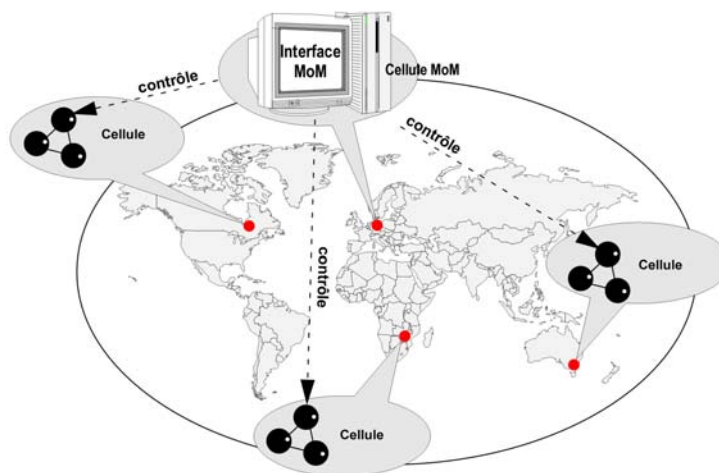 Interface
MoM
Cellule MoM
contrôle
Cellule
contrôle
contrôle
Cellule
Cellule